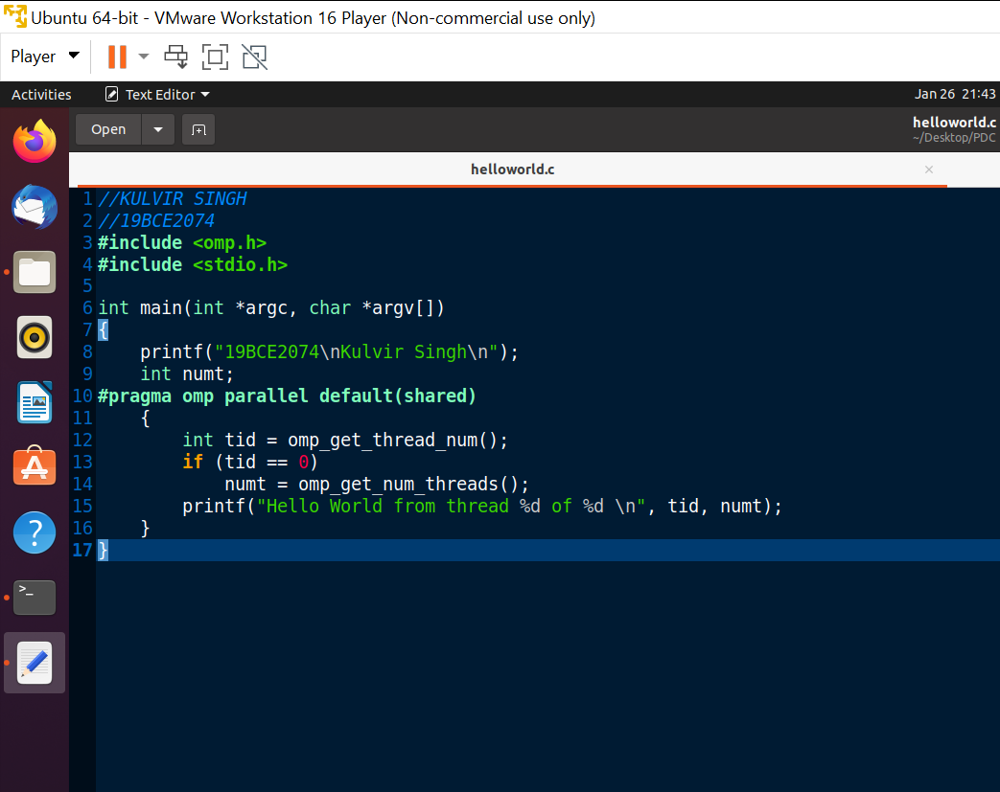 Ubuntu 64-bit - VMware Workstation 16 Player (Non-commercial use only)
Player
Activities
Text Editor
Jan 26 21:43
Open
helloworld.c
~/Desktop/PDC
helloworld.c
1 //KULVIR SINGH
2 //19BCE2074
3 #include <omp.h>
4 #include <stdio.h>
5
6 int main(int *argc, char *argv[])
7 {
8     printf("19BCE2074\nKulvir Singh\n");
9     int numt;
10 #pragma omp parallel default(shared)
11     {
12         int tid = omp_get_thread_num();
13         if (tid == 0)
14             numt = omp_get_num_threads();
15         printf("Hello World from thread %d of %d \n", tid, numt);
16     }
17 }